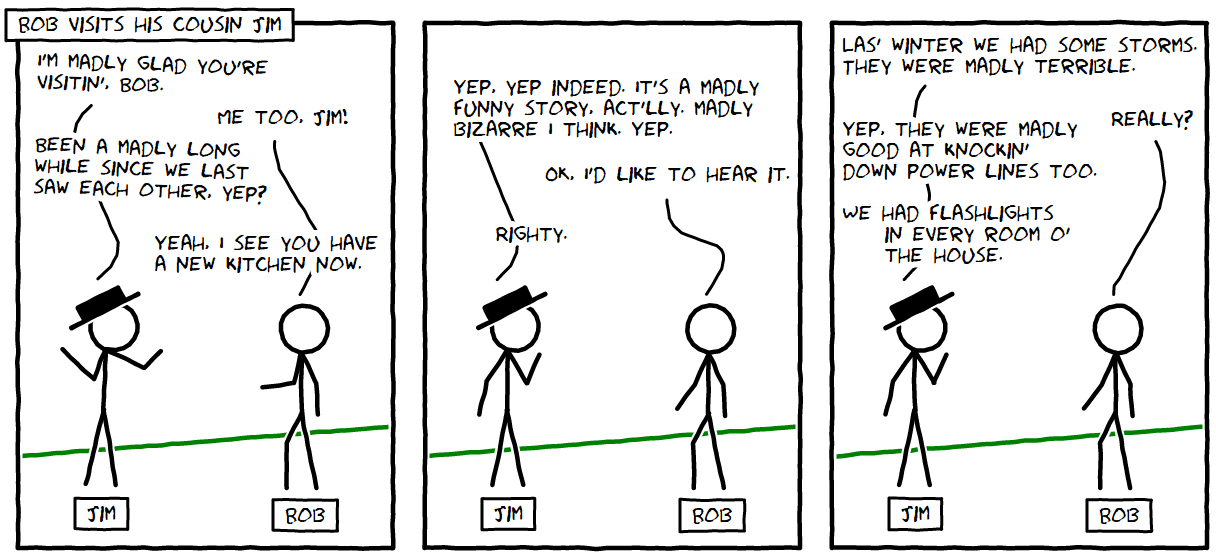 BOB VISITS HIS COUSIN JIM
I'M MADLY GLAD YOU'RE
VISITIN', BOB.
ME TOO, JIM!
BEEN A MADLY LONG
WHILE SINCE WE LAST
SAW EACH OTHER, YEP?
YEAH, I SEE YOU HAVE
A NEW KITCHEN NOW.
JIM
BOB
YEP, YEP INDEED. IT'S A MADLY
FUNNY STORY, ACT'LLY. MADLY
BIZARRE I THINK. YEP.
OK, I'D LIKE TO HEAR IT.
RIGHTY.
JIM
BOB
LAS' WINTER WE HAD SOME STORMS.
THEY WERE MADLY TERRIBLE.
REALLY?
YEP, THEY WERE MADLY
GOOD AT KNOCKIN'
DOWN POWER LINES TOO.
WE HAD FLASHLIGHTS
IN EVERY ROOM O'
THE HOUSE.
JIM
BOB